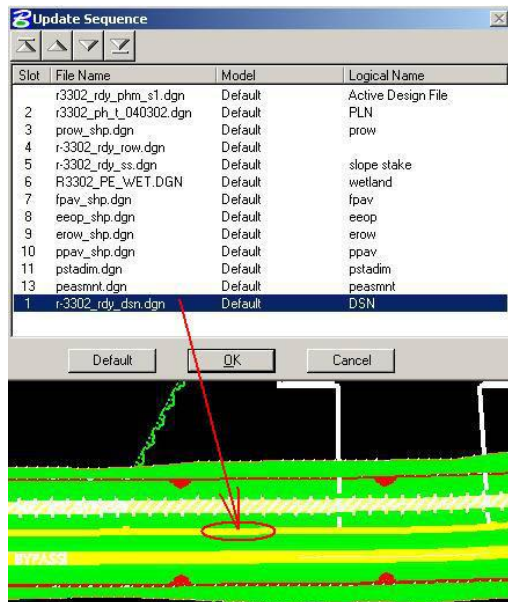 Update Sequence
Slot File Name Model Logical Name
r3302_rdy_phm_s1.dgn Default Active Design File
2 r3302_ph_t_040302.dgn Default PLN
3 prow_shp.dgn Default prow
4 r-3302_rdy_row.dgn Default
5 r-3302_rdy_ss.dgn Default slope stake
6 R3302_PE_WET.DGN Default wetland
7 fpav_shp.dgn Default fpav
8 eeop_shp.dgn Default eeop
9 erow_shp.dgn Default erow
10 ppav_shp.dgn Default ppav
11 pstadim.dgn Default pstadim
13 peasmnt.dgn Default peasmnt
1 r-3302_rdy_dsn.dgn Default DSN
Default OK Cancel
BYPASS